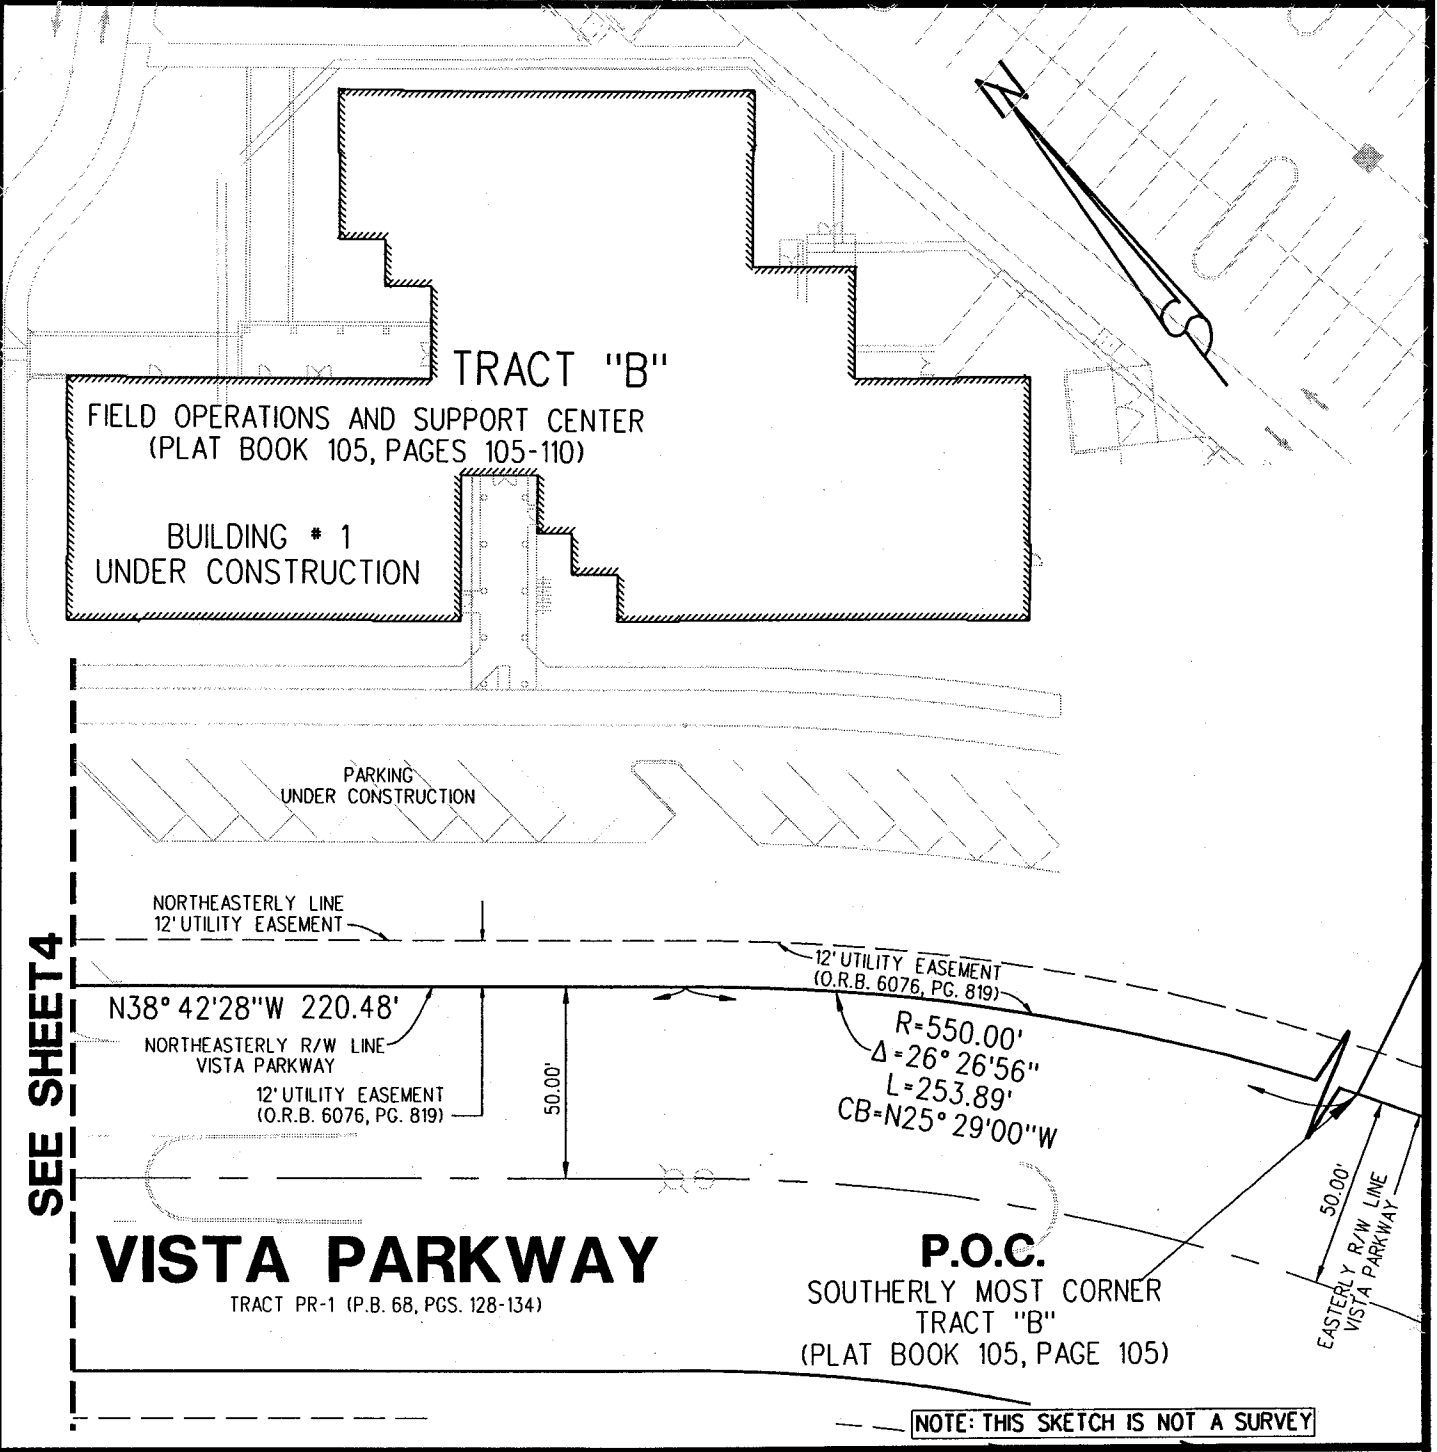 N
TRACT "B"
FIELD OPERATIONS AND SUPPORT CENTER
(PLAT BOOK 105, PAGES 105-110)
BUILDING # 1
UNDER CONSTRUCTION
PARKING
UNDER CONSTRUCTION
NORTHEASTERLY LINE
12' UTILITY EASEMENT
12' UTILITY EASEMENT
(O.R.B. 6076, PG. 819)
N38° 42'28"W 220.48'
NORTHEASTERLY R/W LINE
VISTA PARKWAY
12' UTILITY EASEMENT
(O.R.B. 6076, PG. 819)
50.00'
R=550.00'
Δ=26° 26'56"
L=253.89'
CB=N25° 29'00"W
SEE SHEET 4
VISTA PARKWAY
TRACT PR-1 (P.B. 68, PGS. 128-134)
P.O.C.
SOUTHERLY MOST CORNER
TRACT "B"
(PLAT BOOK 105, PAGE 105)
50.00'
EASTERLY R/W LINE
VISTA PARKWAY
NOTE: THIS SKETCH IS NOT A SURVEY